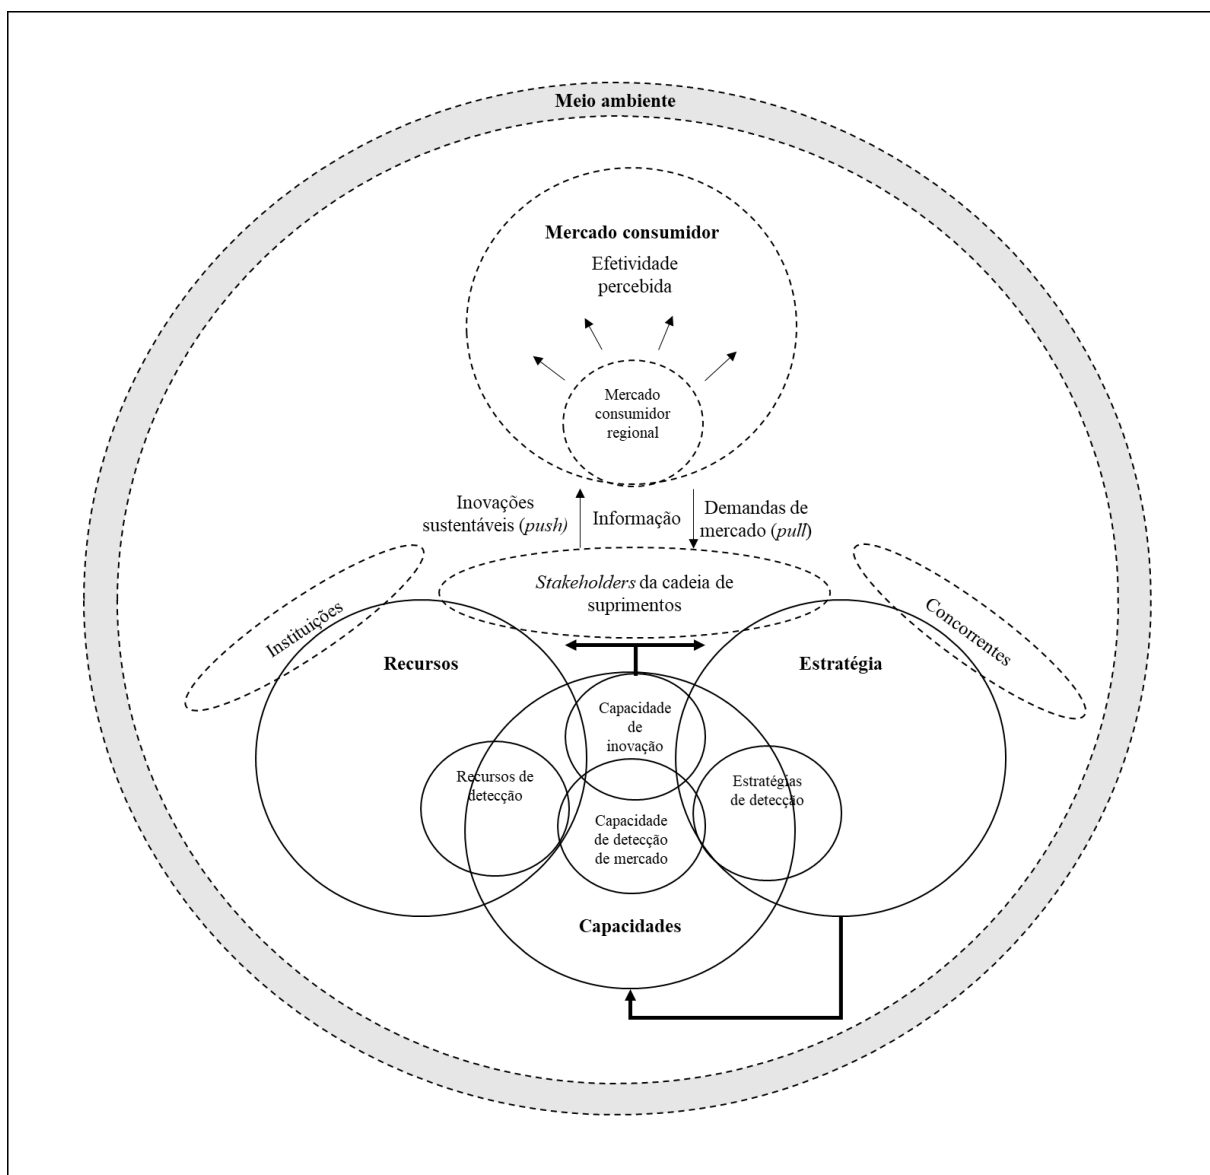 Meio ambiente
Mercado consumidor
Efetividade
percebida
Mercado
consumidor
regional
Inovações
sustentáveis (push)
Informação
Demandas de
mercado (pull)
Stakeholders da cadeia de
suprimentos
Instituições
Concorrentes
Recursos
Estratégia
Capacidade
de
inovação
Recursos de
detecção
Estratégias
de detecção
Capacidade
de detecção
de mercado
Capacidades